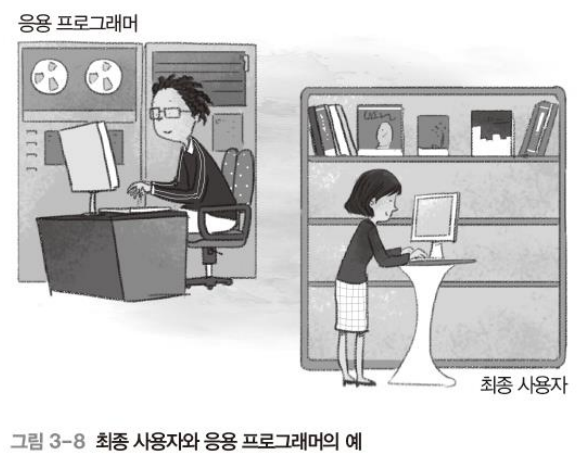 응용 프로그래머
최종 사용자
그림 3-8 최종 사용자와 응용 프로그래머의 예